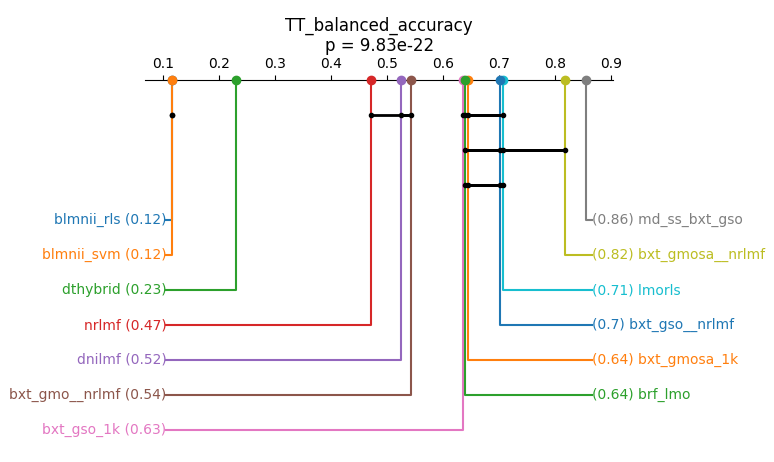 TT_balanced_accuracy
p = 9.83e-22
0.1 0.2 0.3 0.4 0.5 0.6 0.7 0.8 0.9
blmnii_rls (0.12) (0.86) md_ss_bxt_gso
blmnii_svm (0.12) (0.82) bxt_gmosa__nrlmf
dthybrid (0.23) (0.71) lmorls
nrlmf (0.47) (0.7) bxt_gso__nrlmf
dnilmf (0.52) (0.64) bxt_gmosa_1k
bxt_gmo__nrlmf (0.54) (0.64) brf_lmo
bxt_gso_1k (0.63)